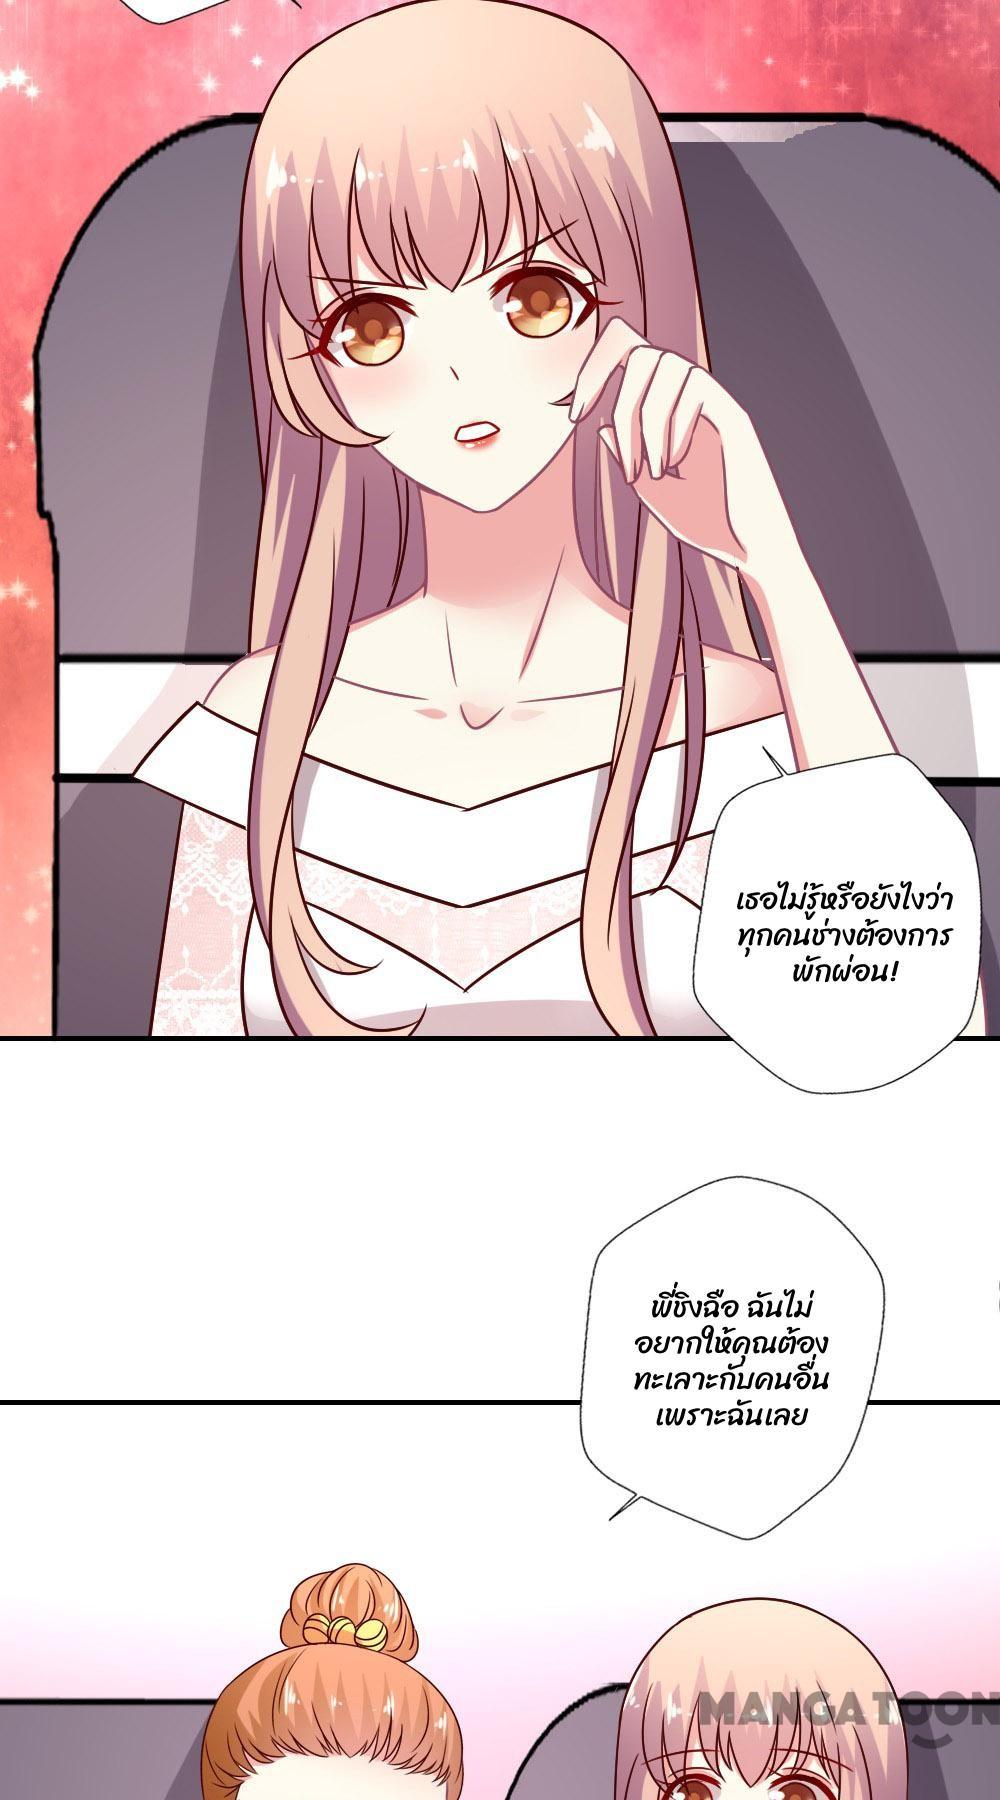 เธอไม่รู้หรือยังไงว่า
ทุกคนช่างต้องการ
พักผ่อน!
พี่ชิงฉือ ฉันไม่
อยากให้คุณต้อง
ทะเลาะกับคนอื่น
เพราะฉันเลย
MANGATOON